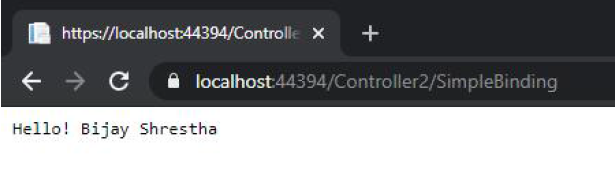 https://localhost:44394/Controlle
localhost:44394/Controller2/SimpleBinding
Hello! Bijay Shrestha